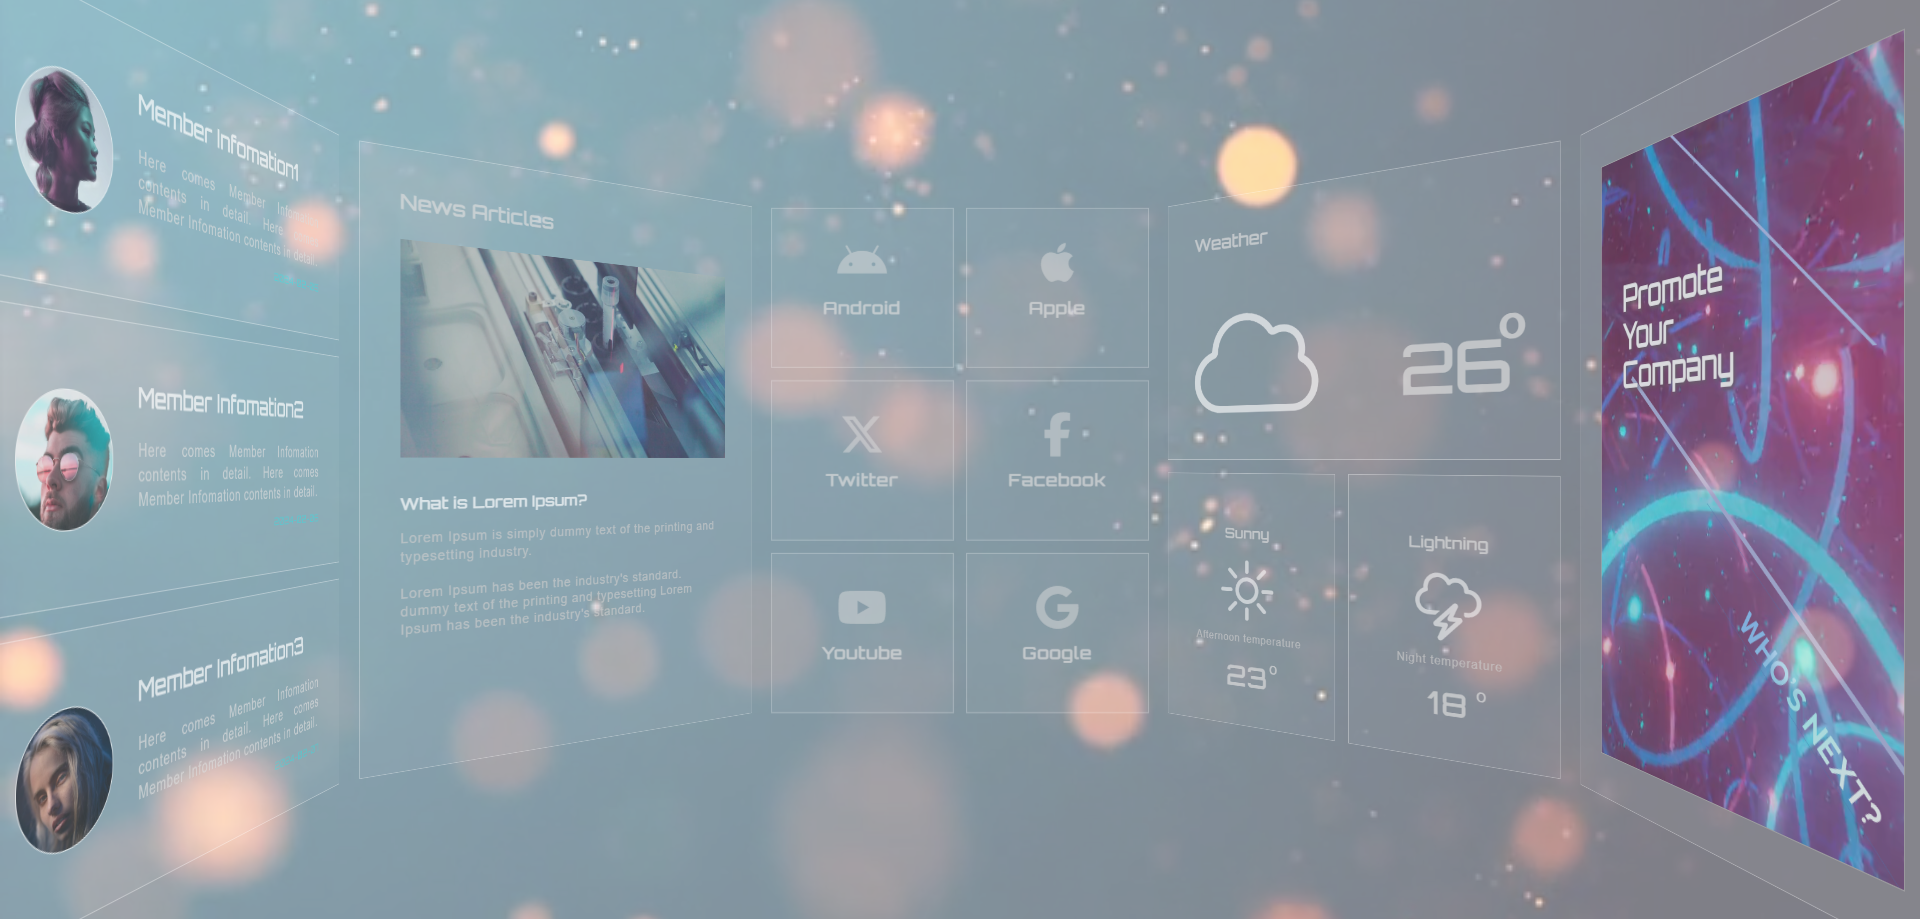 Member Infomation1
Here comes Member Infomation
contents in detail. Here comes
Member Infomation contents in detail.
Member Infomation2
Here comes Member Infomation
contents in detail. Here comes
Member Infomation contents in detail.
Member Infomation3
Here comes Member Infomation
contents in detail. Here comes
Member Infomation contents in detail.
News Articles
What is Lorem Ipsum?
Lorem Ipsum is simply dummy text of the printing and
typesetting industry.
Lorem Ipsum has been the industry's standard.
dummy text of the printing and typesetting Lorem
Ipsum has been the industry's standard.
Android
Apple
Twitter
Facebook
Youtube
Google
Weather
26°
Sunny
Afternoon temperature
23°
Lightning
Night temperature
18 °
Promote
Your
Company
WHO'S NEXT?